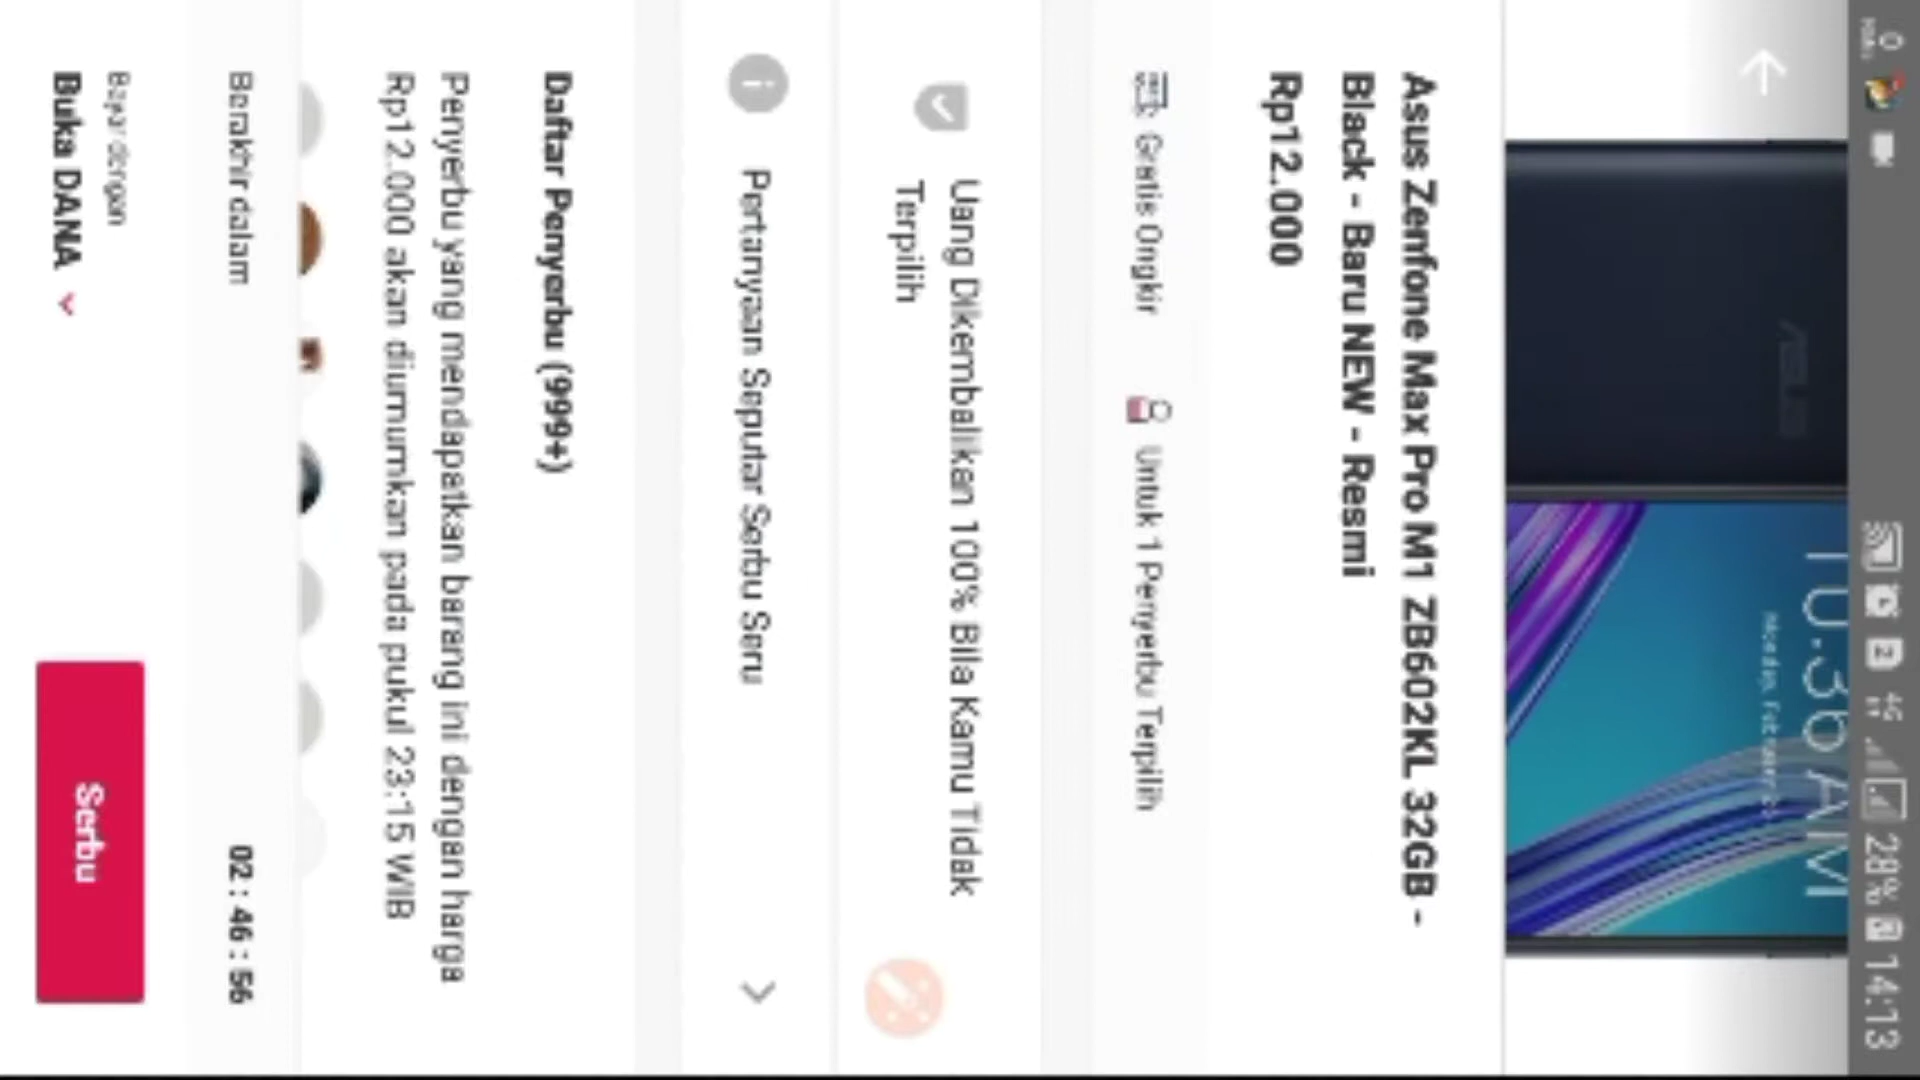 14:13
28%
4G
2
ASUS
10:36 AM
Asus Zenfone Max Pro M1 ZB602KL 32GB -
Black - Baru NEW - Resmi
Rp12.000
Gratis Ongkir
Untuk 1 Penyerbu Terpilih
Uang Dikembalikan 100% Bila Kamu Tidak
Terpilih
Pertanyaan Seputar Serbu Seru
Daftar Penyerbu (999+)
Penyerbu yang mendapatkan barang ini dengan harga
Rp12.000 akan diumumkan pada pukul 23:15 WIB
Berakhir dalam
02 : 46 : 56
Bayar dengan
Buka DANA
Serbu